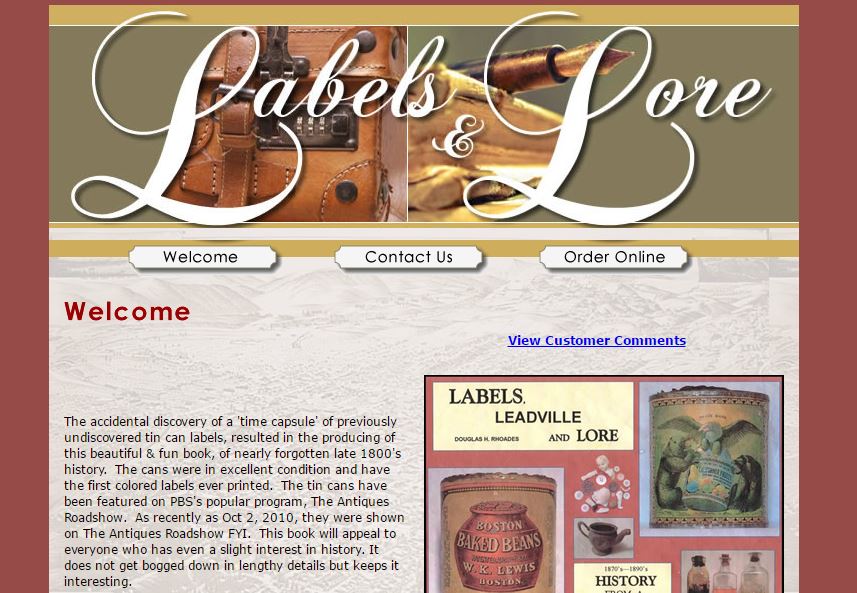 Labels & Lore
Welcome
Contact Us
Order Online
Welcome
View Customer Comments
The accidental discovery of a 'time capsule' of previously
undiscovered tin can labels, resulted in the producing of
this beautiful & fun book, of nearly forgotten late 1800's
history. The cans were in excellent condition and have
the first colored labels ever printed. The tin cans have
been featured on PBS's popular program, The Antiques
Roadshow. As recently as Oct 2, 2010, they were shown
on The Antiques Roadshow FYI. This book will appeal to
everyone who has even a slight interest in history. It
does not get bogged down in lengthy details but keeps it
interesting.
LABELS,
LEADVILLE
DOUGLAS H. RHOADES AND LORE
BOSTON
BAKED BEANS
W. K. LEWIS
BOSTON.
1870's—1890's
HISTORY
FROM A